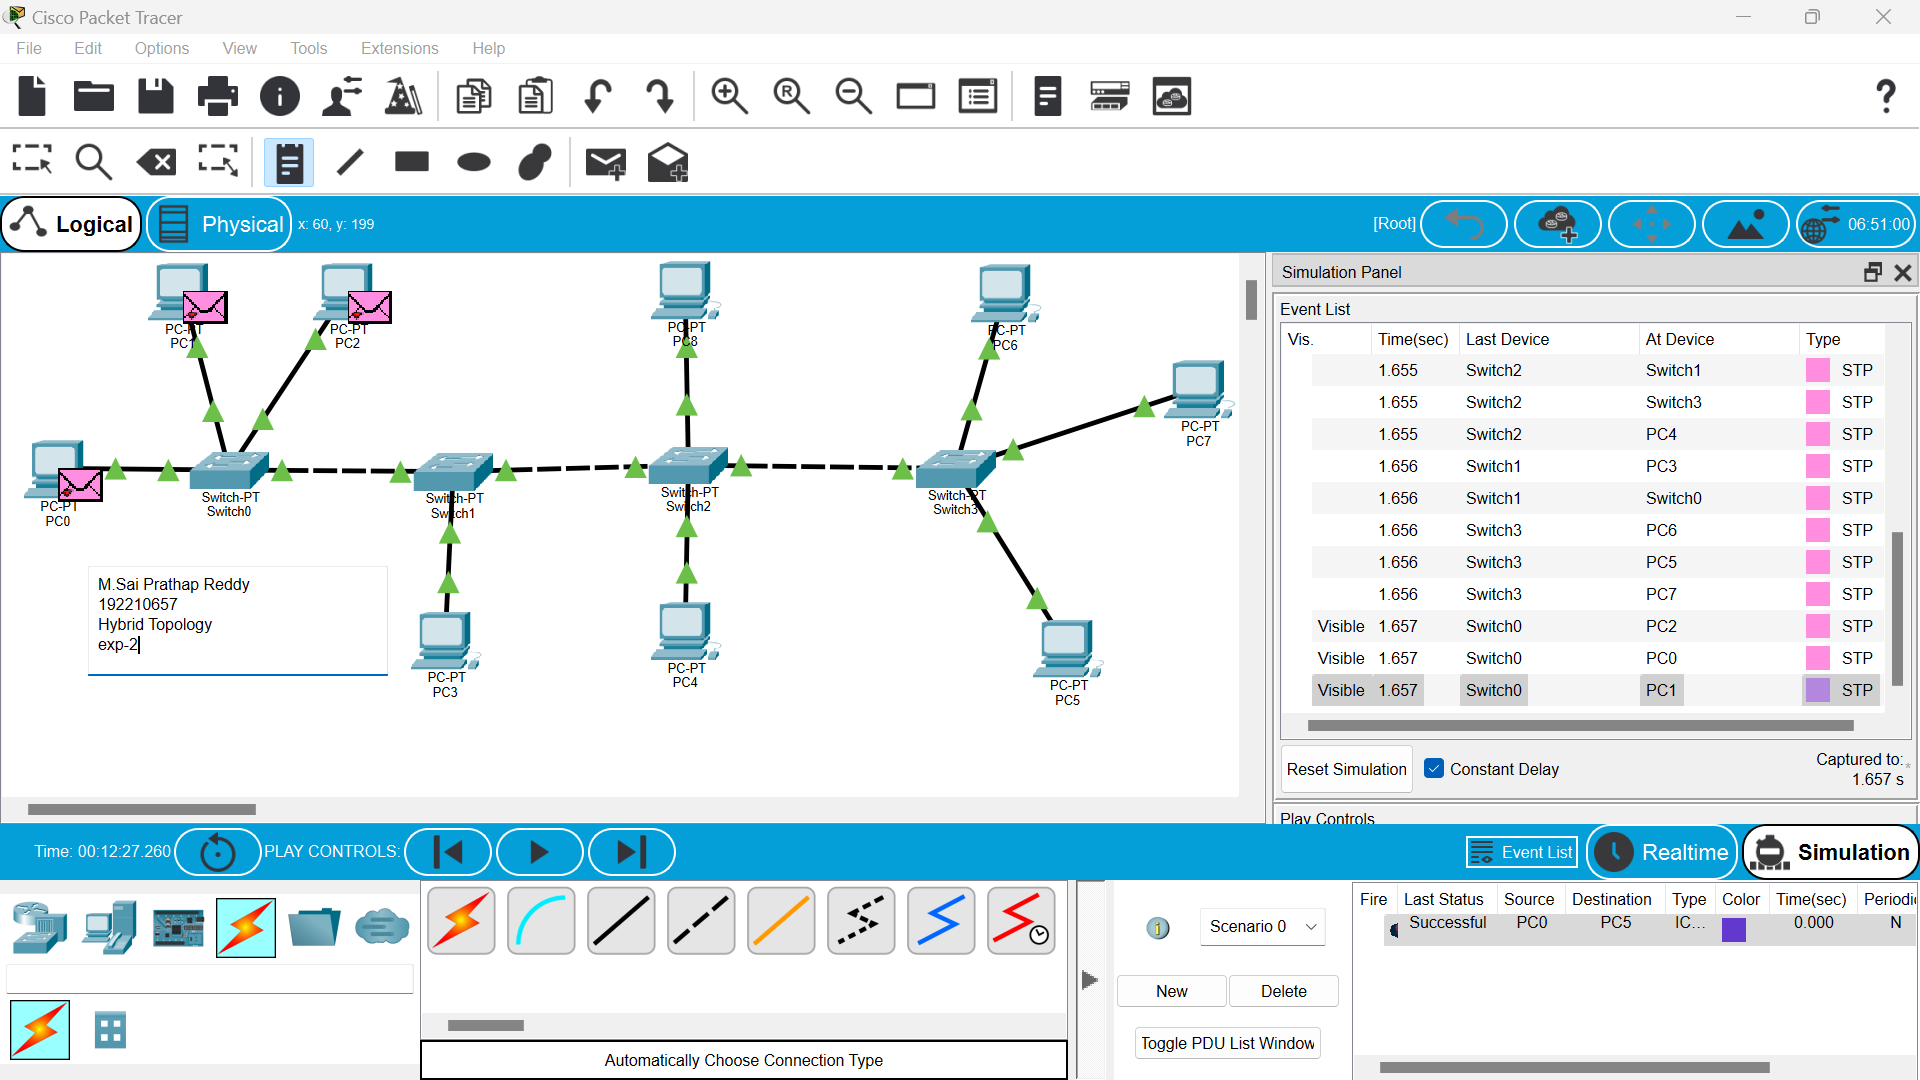 Cisco Packet Tracer
File Edit Options View Tools Extensions Help
Logical Physical x: 60, y: 199 [Root] 06:51:00
PC-PT
PC1
PC-PT
PC2
PC-PT
PC8
PC-PT
PC6
PC-PT
PC7
PC-PT
PC0
Switch-PT
Switch0
Switch-PT
Switch1
Switch-PT
Switch2
Switch-PT
Switch3
M.Sai Prathap Reddy
192210657
Hybrid Topology
exp-2
PC-PT
PC3
PC-PT
PC4
PC-PT
PC5
Simulation Panel
Event List
Vis. Time(sec) Last Device At Device Type
1.655 Switch2 Switch1 STP
1.655 Switch2 Switch3 STP
1.655 Switch2 PC4 STP
1.656 Switch1 PC3 STP
1.656 Switch1 Switch0 STP
1.656 Switch3 PC6 STP
1.656 Switch3 PC5 STP
1.656 Switch3 PC7 STP
Visible 1.657 Switch0 PC2 STP
Visible 1.657 Switch0 PC0 STP
Visible 1.657 Switch0 PC1 STP
Reset Simulation Constant Delay Captured to: *
1.657 s
Play Controls
Time: 00:12:27.260 PLAY CONTROLS: Event List Realtime Simulation
Scenario 0
New Delete
Toggle PDU List Window
Fire Last Status Source Destination Type Color Time(sec) Periodic
Successful PC0 PC5 IC... 0.000 N
Automatically Choose Connection Type